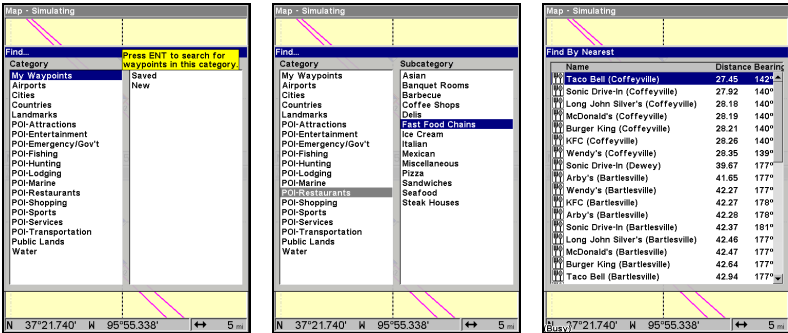 Map - Simulating
Find...
Press ENT to search for
waypoints in this category.
Category
My Waypoints
Airports
Cities
Countries
Landmarks
POI-Attractions
POI-Entertainment
POI-Emergency/Gov't
POI-Fishing
POI-Hunting
POI-Lodging
POI-Marine
POI-Restaurants
POI-Shopping
POI-Sports
POI-Services
POI-Transportation
Public Lands
Water
Saved
New
N 37°21.740' W 95°55.338' ↔ 5 mi
Map - Simulating
Find...
Category
My Waypoints
Airports
Cities
Countries
Landmarks
POI-Attractions
POI-Entertainment
POI-Emergency/Gov't
POI-Fishing
POI-Hunting
POI-Lodging
POI-Marine
POI-Restaurants
POI-Shopping
POI-Sports
POI-Services
POI-Transportation
Public Lands
Water
Subcategory
Asian
Banquet Rooms
Barbecue
Coffee Shops
Delis
Fast Food Chains
Ice Cream
Italian
Mexican
Miscellaneous
Pizza
Sandwiches
Seafood
Steak Houses
N 37°21.740' W 95°55.338' ↔ 5 mi
Map - Simulating
Find By Nearest
Name Distance Bearing
Taco Bell (Coffeyville) 27.45 142°
Sonic Drive-In (Coffeyville) 27.92 140°
Long John Silver's (Coffeyville) 28.18 140°
McDonald's (Coffeyville) 28.19 140°
Burger King (Coffeyville) 28.21 140°
KFC (Coffeyville) 28.26 140°
Wendy's (Coffeyville) 28.35 139°
Sonic Drive-In (Dewey) 39.67 177°
Arby's (Bartlesville) 41.65 177°
Wendy's (Bartlesville) 42.27 177°
KFC (Bartlesville) 42.27 178°
Arby's (Bartlesville) 42.28 178°
Sonic Drive-In (Bartlesville) 42.37 181°
Long John Silver's (Bartlesville) 42.46 177°
McDonald's (Bartlesville) 42.47 177°
Burger King (Bartlesville) 42.64 177°
Taco Bell (Bartlesville) 42.94 177°
N 37°21.740' W 95°55.338' ↔ 5 mi
(Busy)